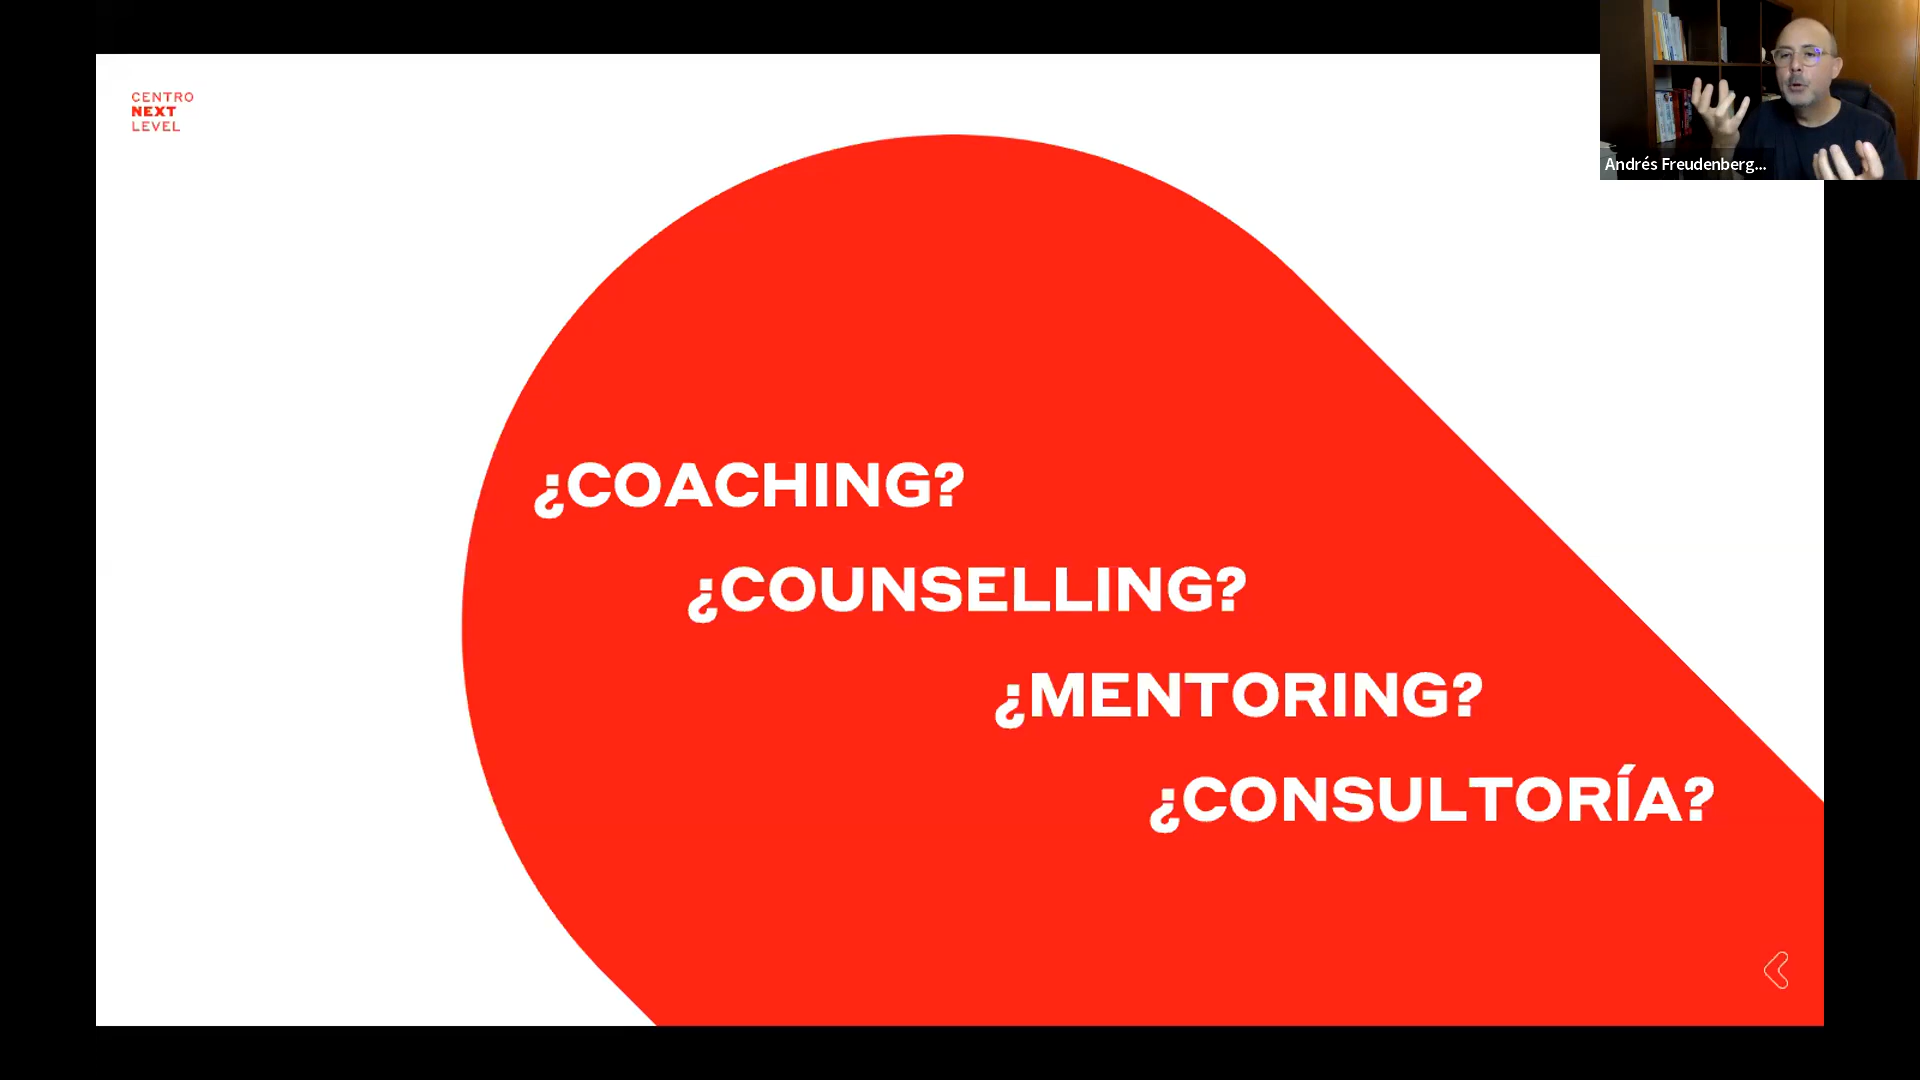 CENTRO
NEXT
LEVEL
Andrés Freudenberg...
¿COACHING?
¿COUNSELLING?
¿MENTORING?
¿CONSULTORÍA?